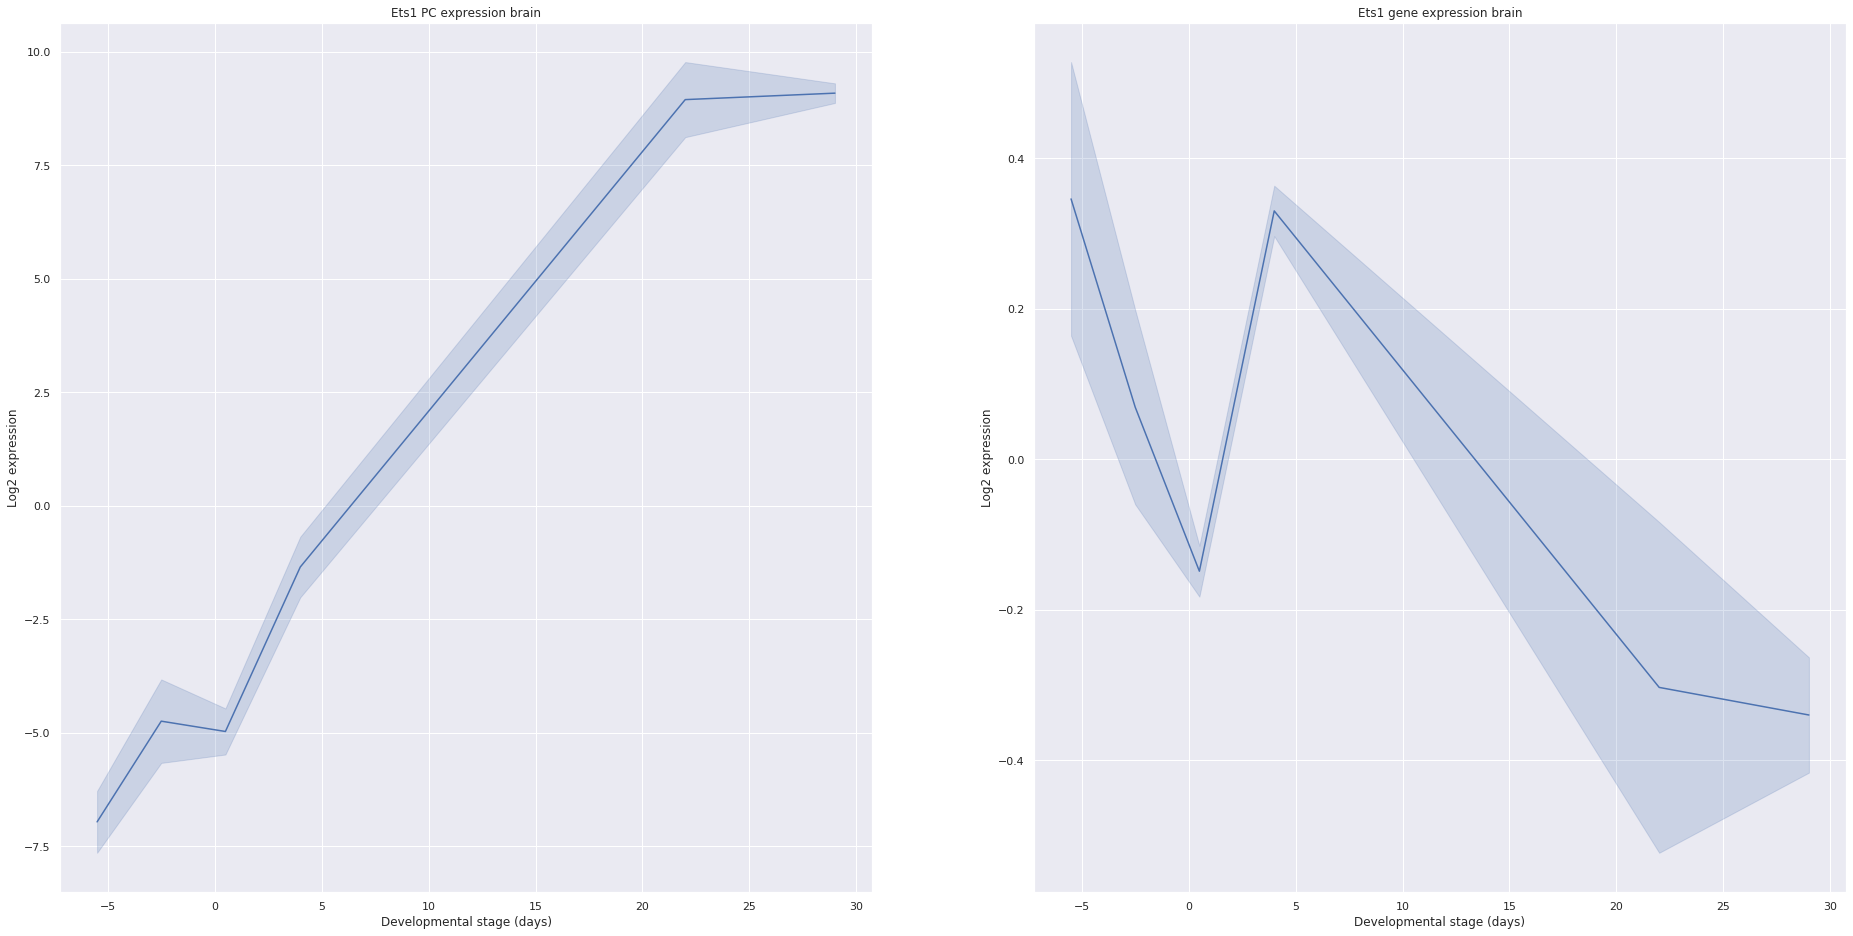 Ets1 PC expression brain
Log2 expression
10.0
7.5
5.0
2.5
0.0
−2.5
−5.0
−7.5
−5 0 5 10 15 20 25 30
Developmental stage (days)
Ets1 gene expression brain
Log2 expression
0.4
0.2
0.0
−0.2
−0.4
−5 0 5 10 15 20 25 30
Developmental stage (days)